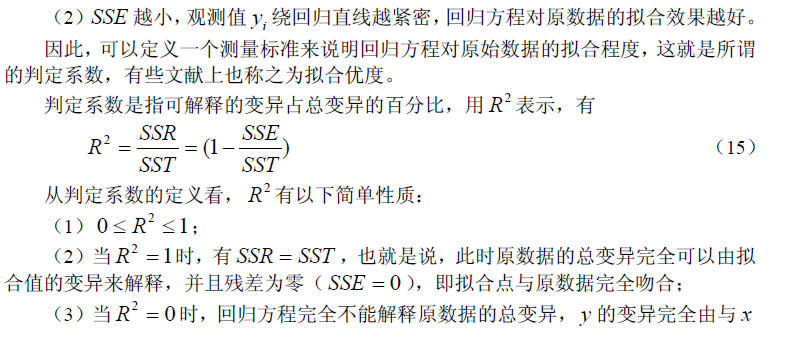 （2）SSE 越小，观测值 yᵢ 绕回归直线越紧密，回归方程对原数据的拟合效果越好。
因此，可以定义一个测量标准来说明回归方程对原始数据的拟合程度，这就是所谓
的判定系数，有些文献上也称之为拟合优度。
判定系数是指可解释的变异占总变异的百分比，用 R² 表示，有
R² = SSR/SST = (1 − SSE/SST) （15）
从判定系数的定义看，R² 有以下简单性质：
（1）0 ≤ R² ≤ 1；
（2）当 R² = 1 时，有 SSR = SST，也就是说，此时原数据的总变异完全可以由拟
合值的变异来解释，并且残差为零（SSE = 0），即拟合点与原数据完全吻合；
（3）当 R² = 0 时，回归方程完全不能解释原数据的总变异，y 的变异完全由与 x